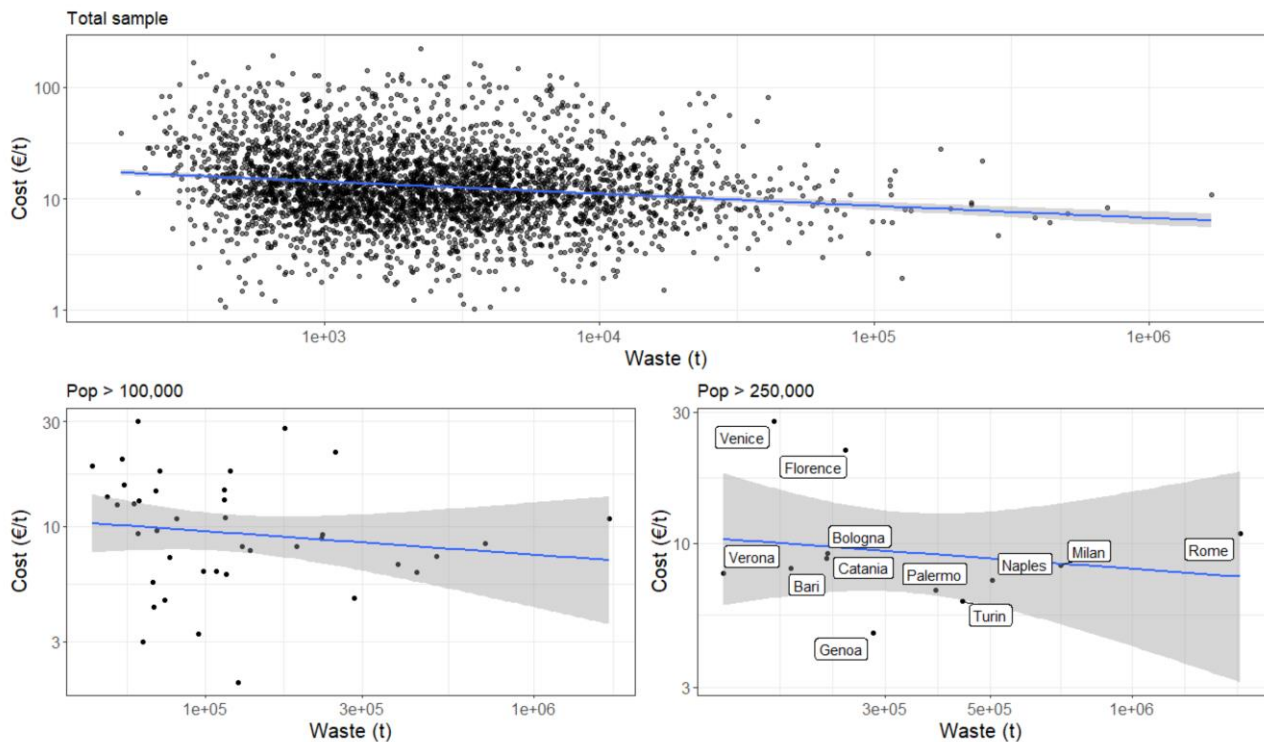 Total sample
Cost (€/t)
100
10
1
1e+03 1e+04 1e+05 1e+06
Waste (t)
Pop > 100,000
Cost (€/t)
30
10
3
1e+05 3e+05 1e+06
Waste (t)
Pop > 250,000
Cost (€/t)
30
10
3
Venice
Florence
Bologna
Verona
Catania
Bari
Palermo
Naples
Milan
Rome
Turin
Genoa
3e+05 5e+05 1e+06
Waste (t)